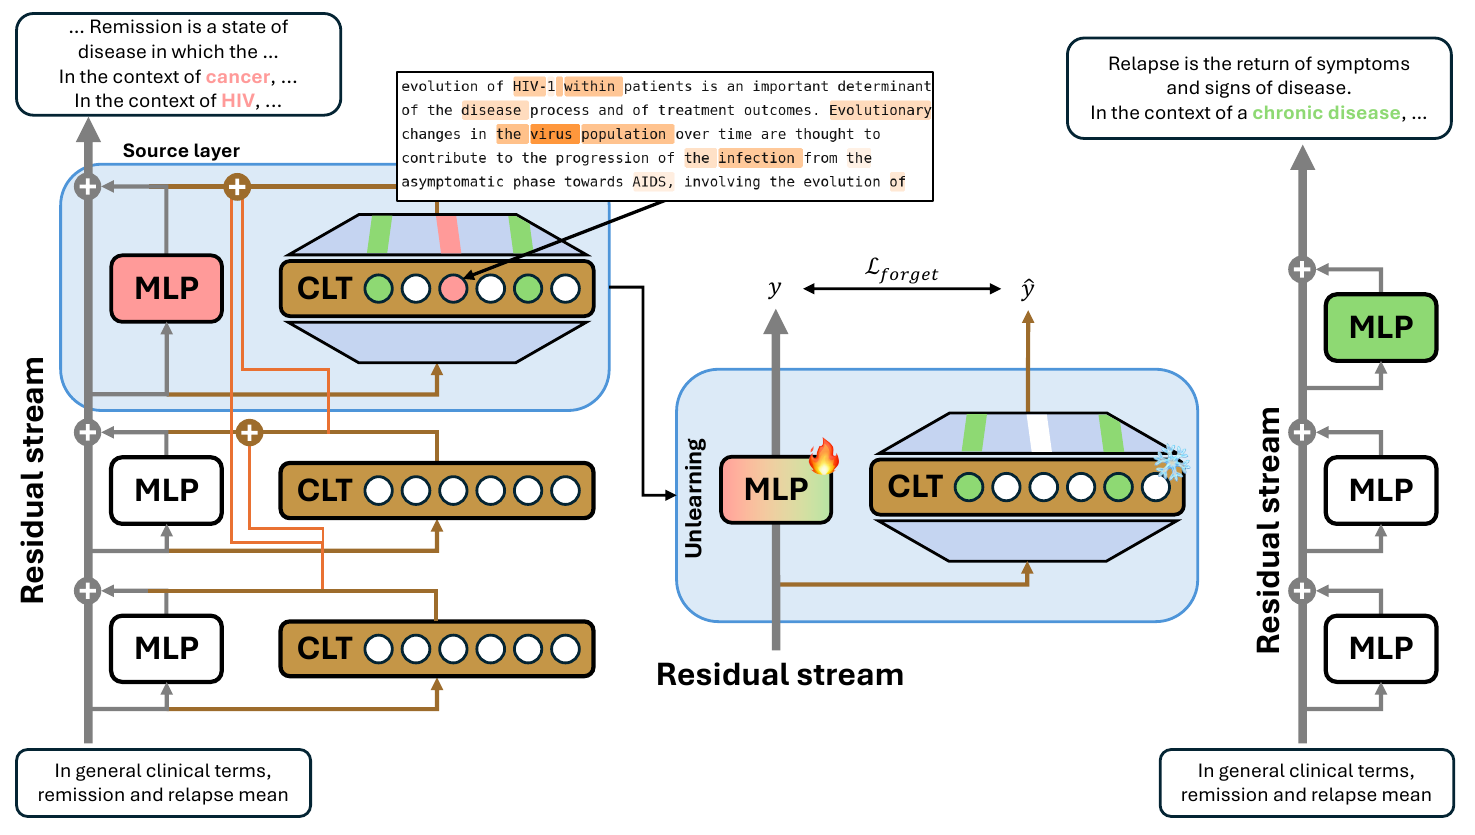 ... Remission is a state of
disease in which the ...
In the context of cancer, ...
In the context of HIV, ...
Source layer
evolution of HIV-1 within patients is an important determinant
of the disease process and of treatment outcomes. Evolutionary
changes in the virus population over time are thought to
contribute to the progression of the infection from the
asymptomatic phase towards AIDS, involving the evolution of
Relapse is the return of symptoms
and signs of disease.
In the context of a chronic disease, ...
MLP
CLT
MLP
CLT
MLP
CLT
Residual stream
In general clinical terms,
remission and relapse mean
y
ℒforget
ŷ
Unlearning
MLP
CLT
Residual stream
MLP
MLP
MLP
Residual stream
In general clinical terms,
remission and relapse mean